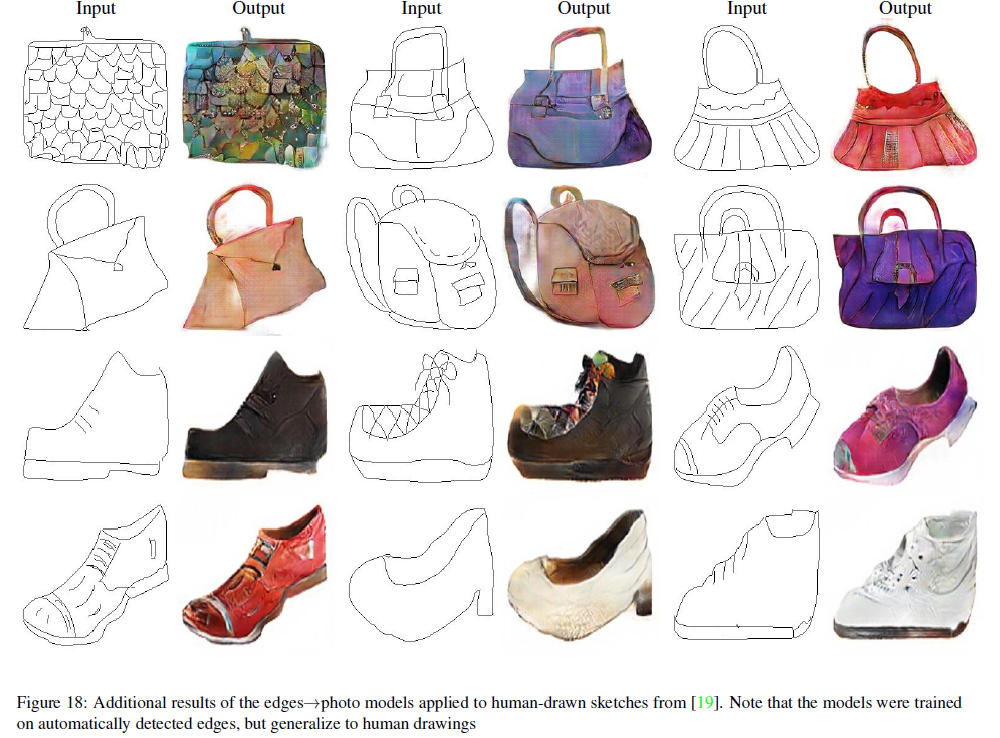 Input Output Input Output Input Output
Figure 18: Additional results of the edges→photo models applied to human-drawn sketches from [19]. Note that the models were trained
on automatically detected edges, but generalize to human drawings